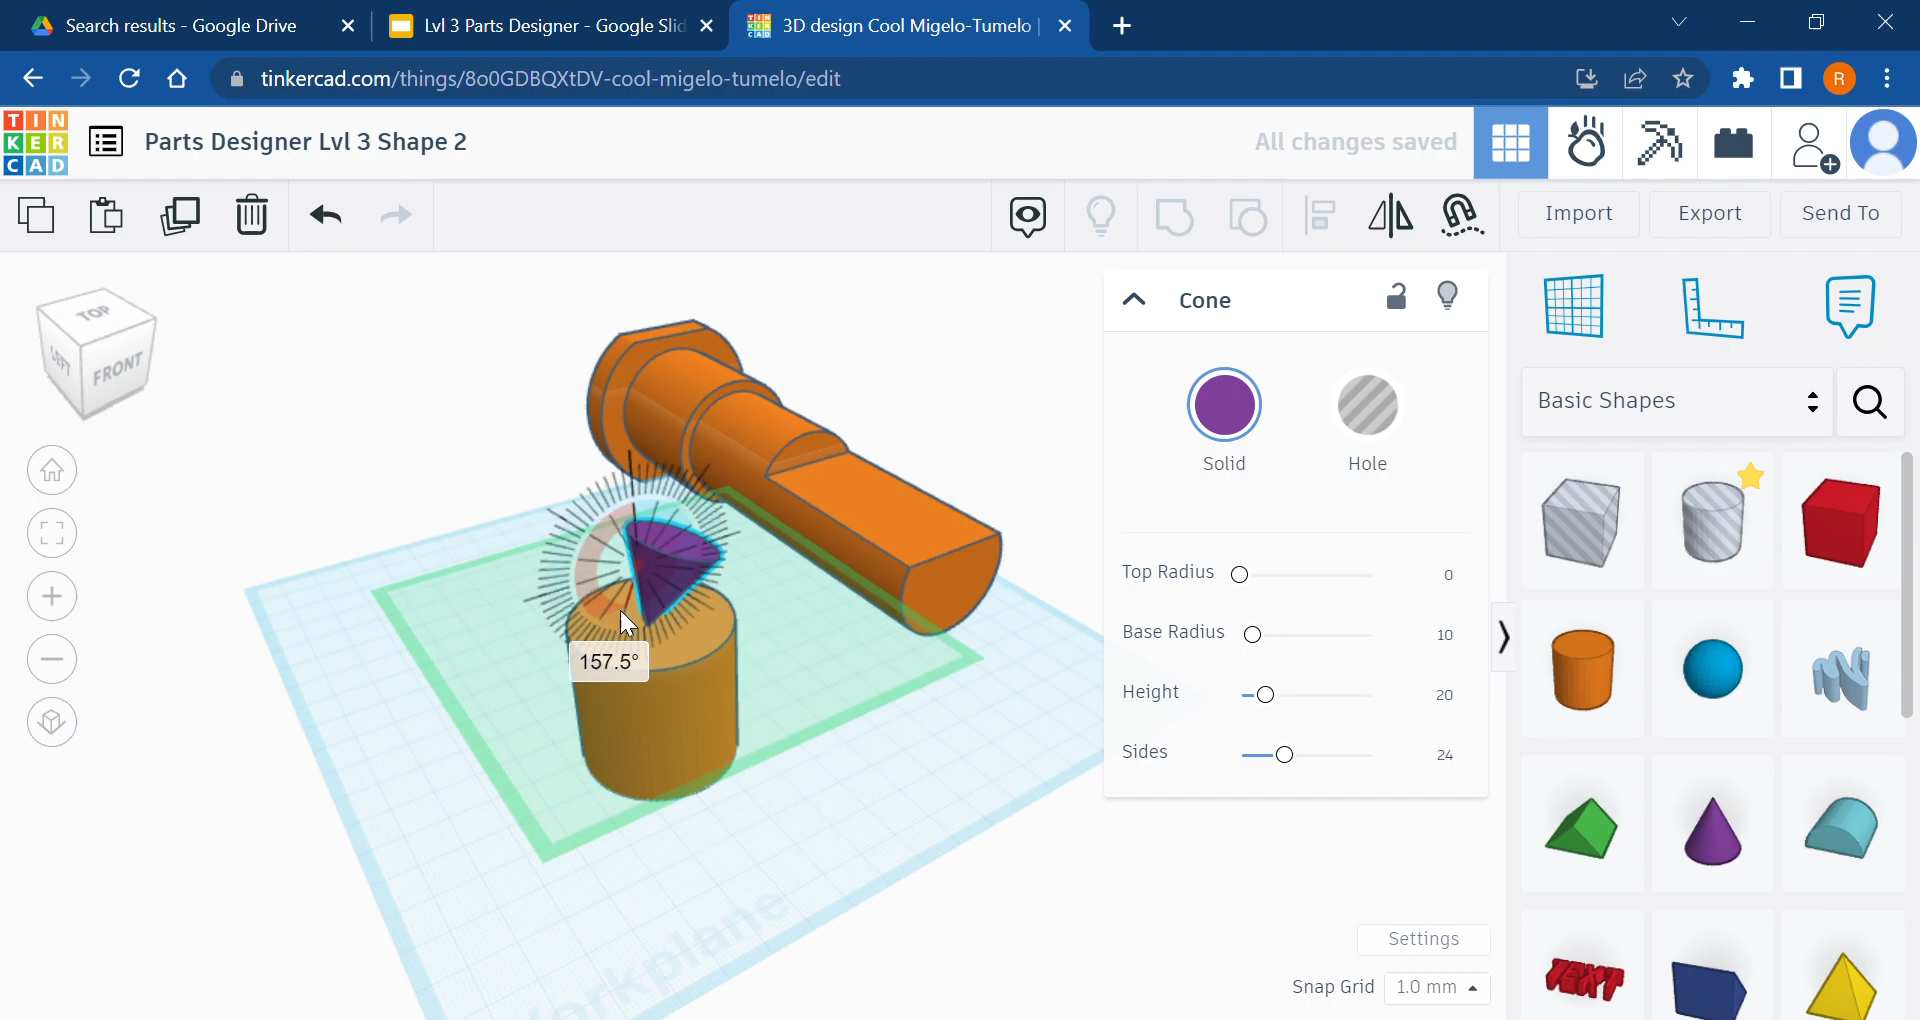 Search results - Google Drive
Lvl 3 Parts Designer - Google Slid
3D design Cool Migelo-Tumelo |
tinkercad.com/things/8o0GDBQXtDV-cool-migelo-tumelo/edit
R
TIN
KER
CAD
Parts Designer Lvl 3 Shape 2
All changes saved
Import
Export
Send To
TOP
LEFT
FRONT
Cone
Solid
Hole
Basic Shapes
Top Radius 0
Base Radius 10
Height 20
Sides 24
157.5°
Workplane
TEXT
Settings
Snap Grid 1.0 mm